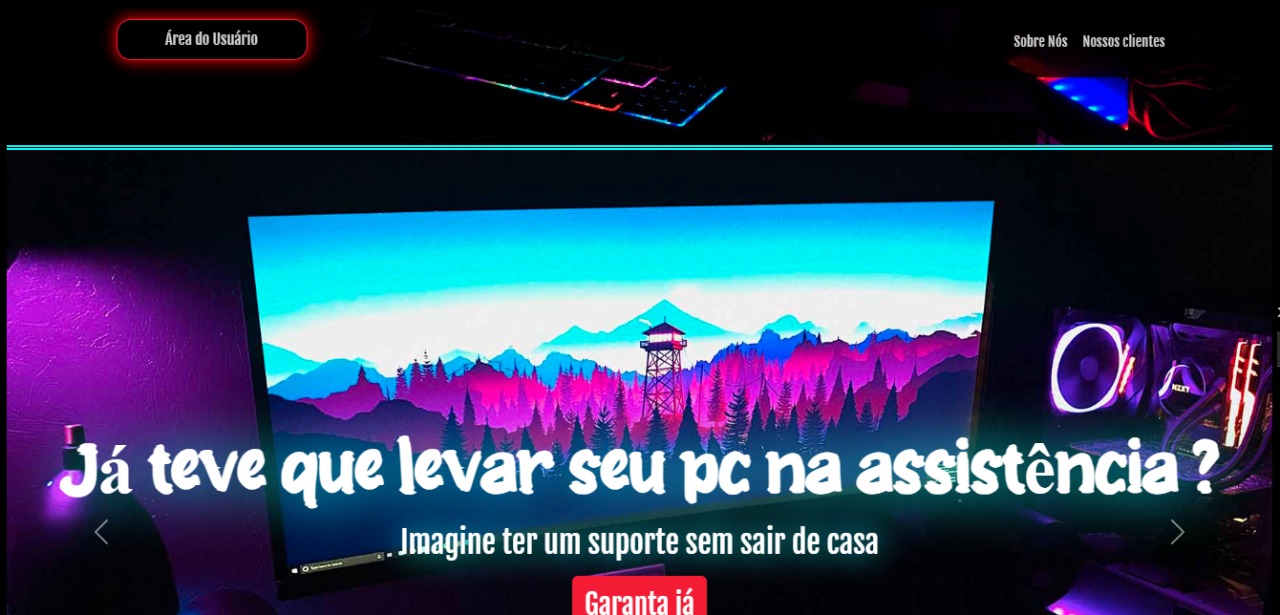 Área do Usuário
Sobre Nós Nossos clientes
NZXT
Já teve que levar seu pc na assistência ?
Imagine ter um suporte sem sair de casa
Garanta já